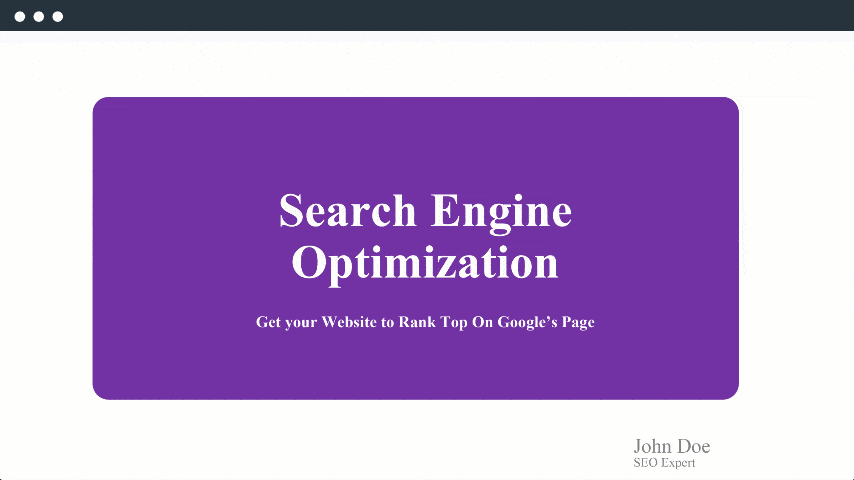 Search Engine
Optimization
Get your Website to Rank Top On Google’s Page
John Doe
SEO Expert